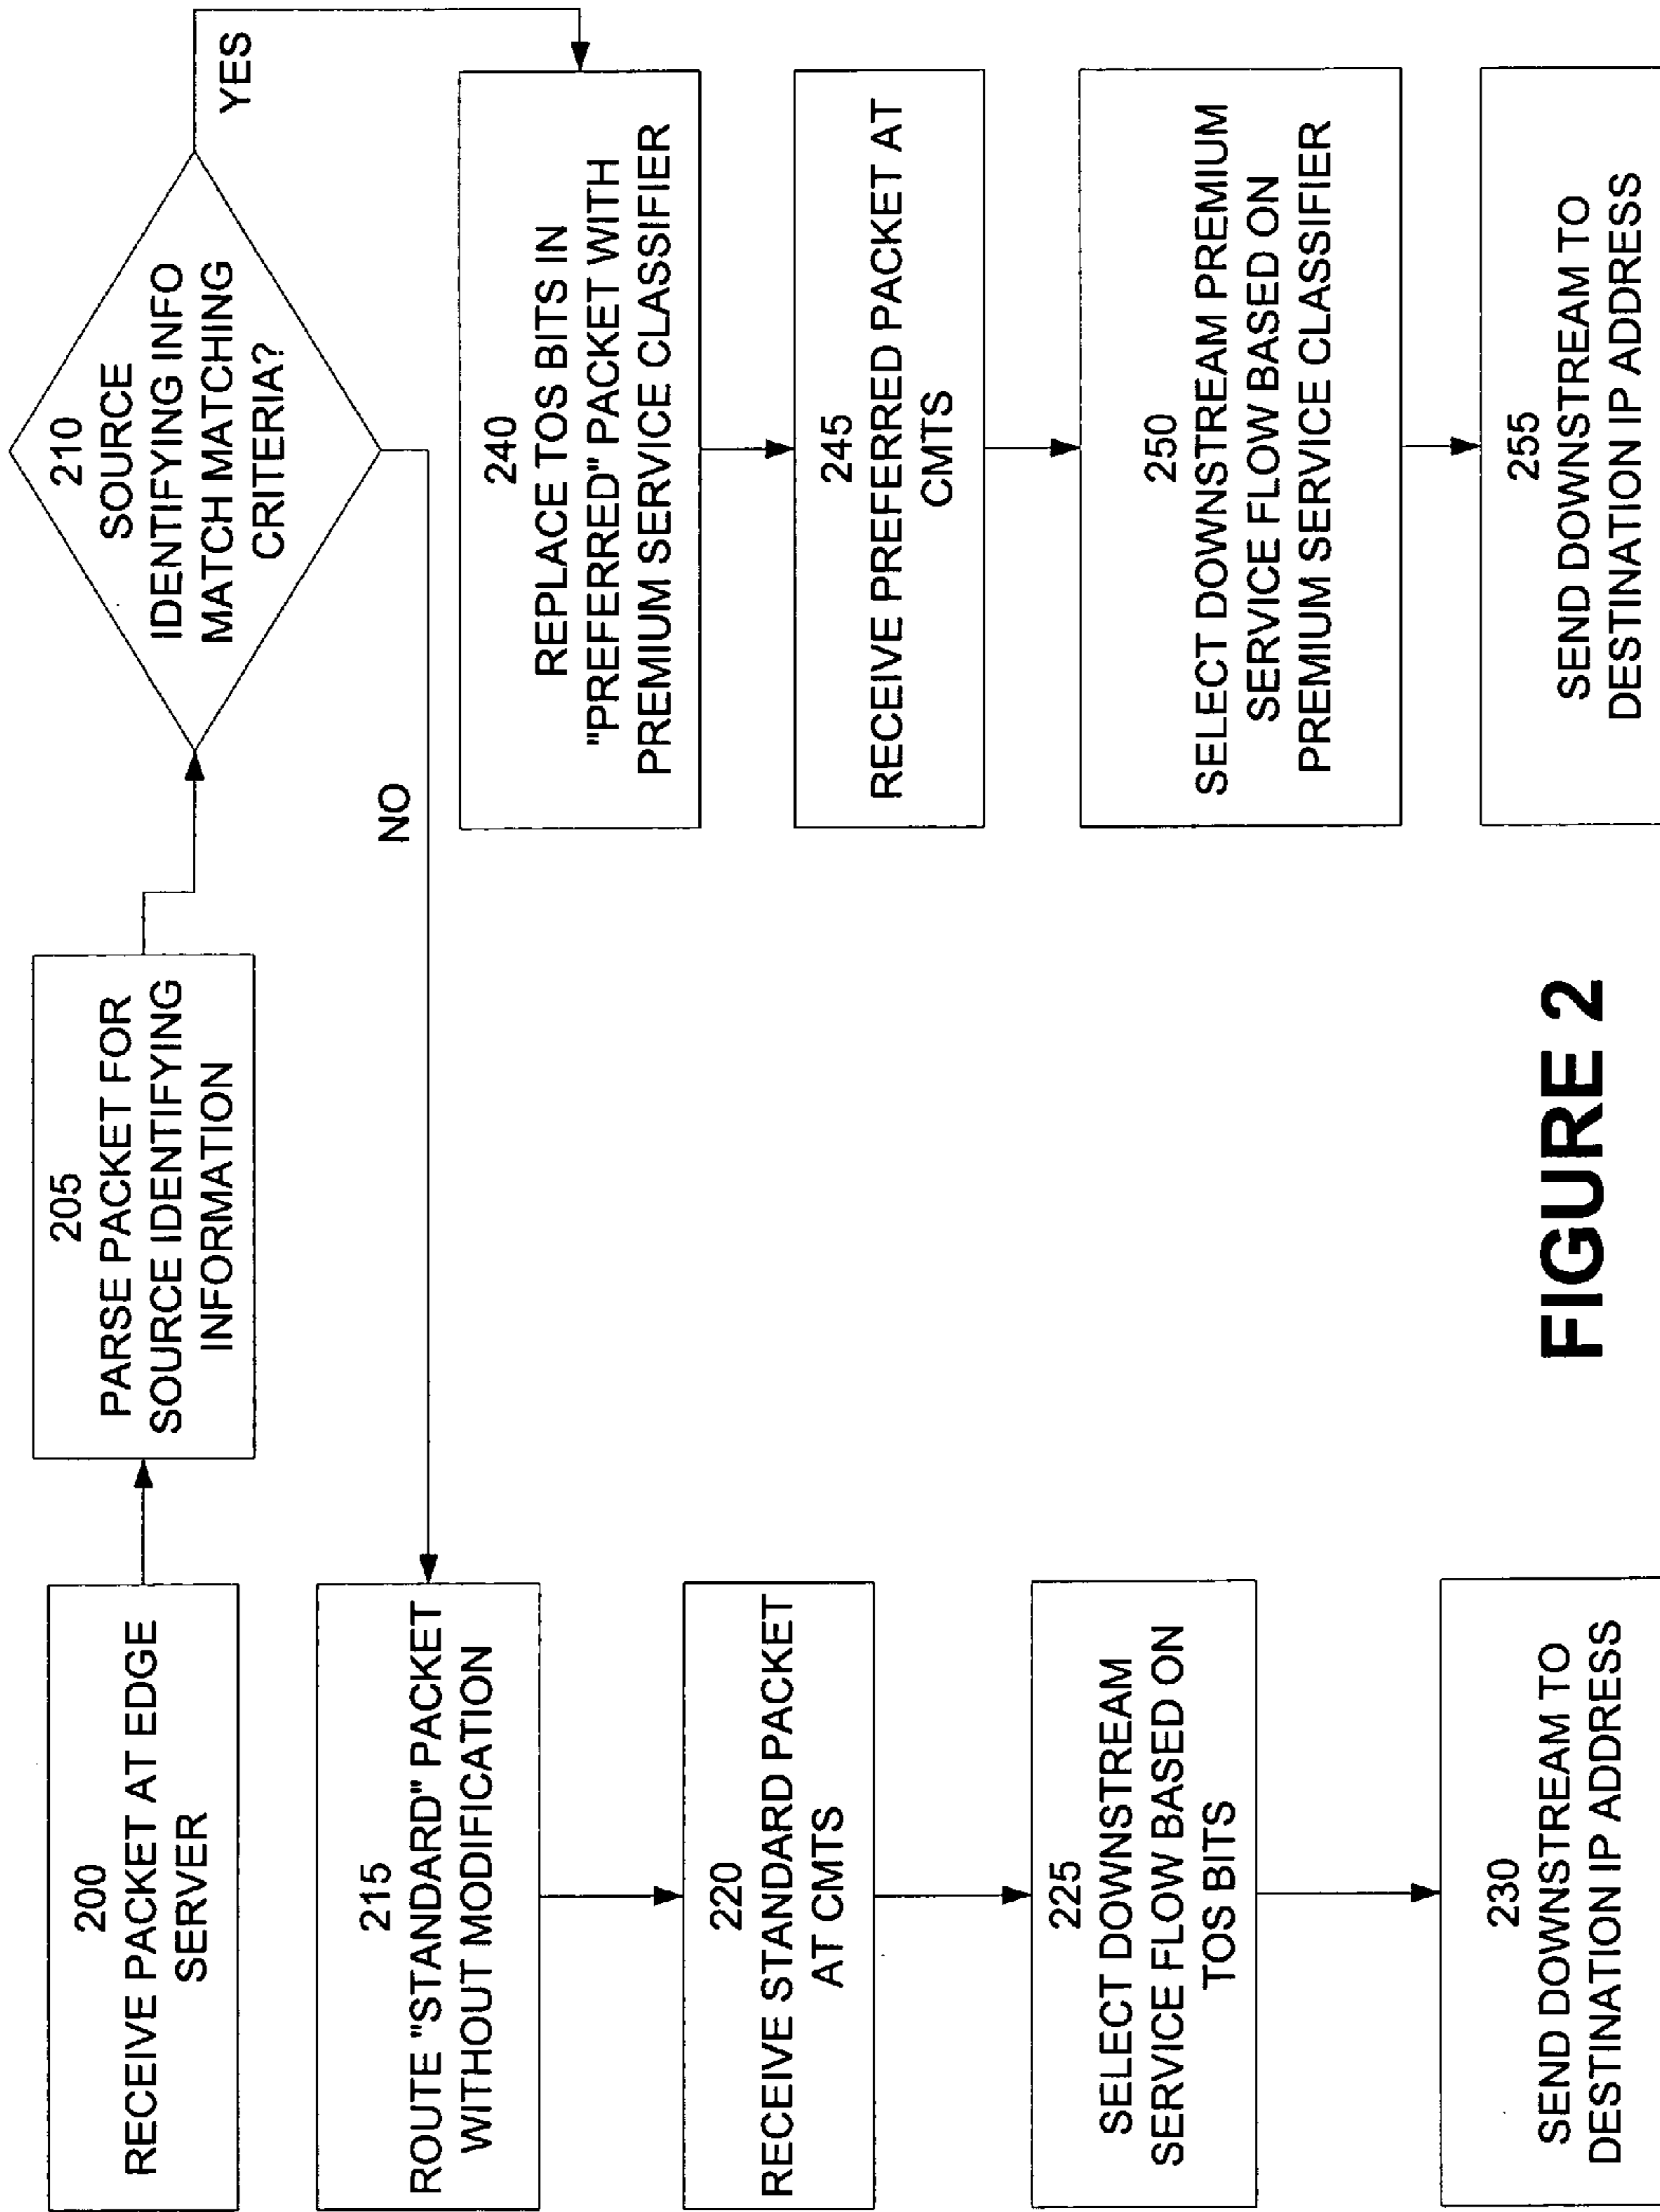 200
RECEIVE PACKET AT EDGE
SERVER
205
PARSE PACKET FOR
SOURCE IDENTIFYING
INFORMATION
210
SOURCE
IDENTIFYING INFO
MATCH MATCHING
CRITERIA?
YES
NO
215
ROUTE "STANDARD" PACKET
WITHOUT MODIFICATION
220
RECEIVE STANDARD PACKET
AT CMTS
225
SELECT DOWNSTREAM
SERVICE FLOW BASED ON
TOS BITS
230
SEND DOWNSTREAM TO
DESTINATION IP ADDRESS
240
REPLACE TOS BITS IN
"PREFERRED" PACKET WITH
PREMIUM SERVICE CLASSIFIER
245
RECEIVE PREFERRED PACKET AT
CMTS
250
SELECT DOWNSTREAM PREMIUM
SERVICE FLOW BASED ON
PREMIUM SERVICE CLASSIFIER
255
SEND DOWNSTREAM TO
DESTINATION IP ADDRESS
FIGURE 2